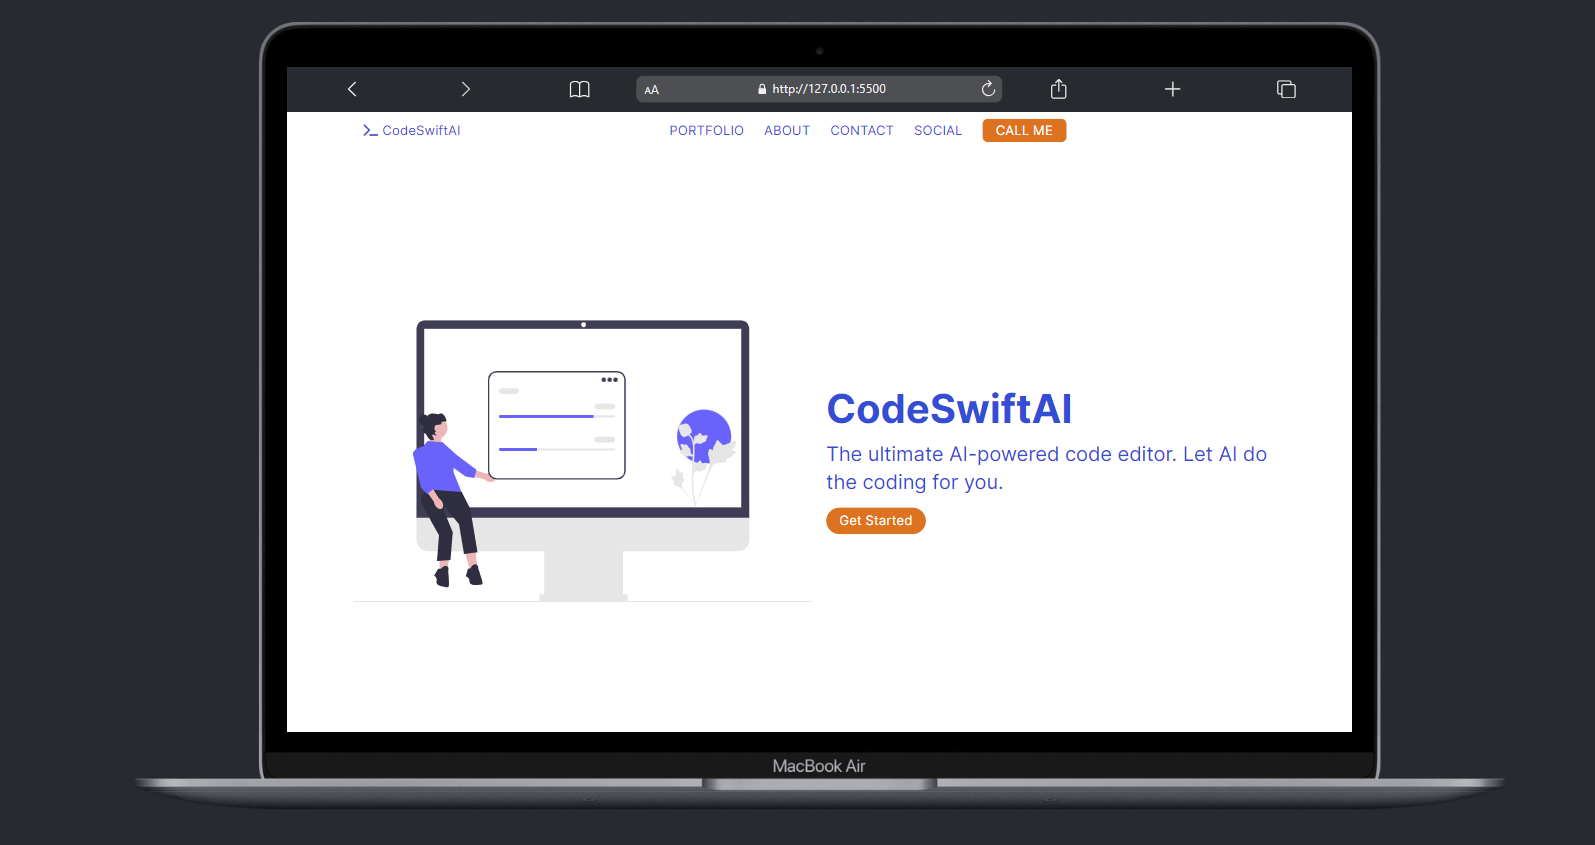 AA http://127.0.0.1:5500
CodeSwiftAI PORTFOLIO ABOUT CONTACT SOCIAL CALL ME
CodeSwiftAI
The ultimate AI-powered code editor. Let AI do
the coding for you.
Get Started
MacBook Air